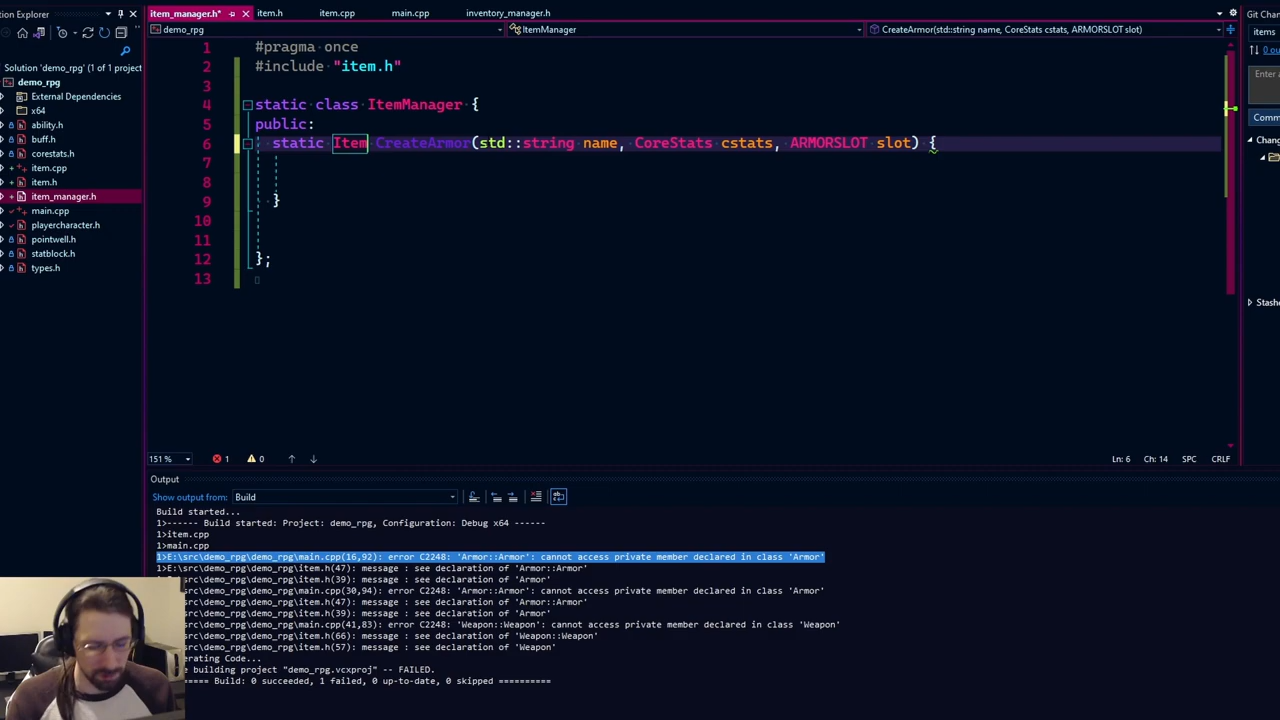 item_manager.h*
item.h
item.cpp
main.cpp
inventory_manager.h
tion Explorer
demo_rpg
ItemManager
CreateArmor(std::string name, CoreStats cstats, ARMORSLOT slot)
Git Chan
items
0 ou
Enter a
Comm
Chang
Stashe
Solution 'demo_rpg' (1 of 1 project
demo_rpg
External Dependencies
x64
ability.h
buff.h
corestats.h
item.cpp
item.h
item_manager.h
main.cpp
playercharacter.h
pointwell.h
statblock.h
types.h
1 #pragma once
2 #include "item.h"
3
4 static class ItemManager {
5 public:
6 static Item CreateArmor(std::string name, CoreStats cstats, ARMORSLOT slot) {
7
8
9 }
10
11
12 };
13
151 %
1
0
Ln: 6
Ch: 14
SPC
CRLF
Output
Show output from: Build
Build started...
1>------ Build started: Project: demo_rpg, Configuration: Debug x64 ------
1>item.cpp
1>main.cpp
1>E:\src\demo_rpg\demo_rpg\main.cpp(16,92): error C2248: 'Armor::Armor': cannot access private member declared in class 'Armor'
1>E:\src\demo_rpg\demo_rpg\item.h(47): message : see declaration of 'Armor::Armor'
\src\demo_rpg\demo_rpg\item.h(39): message : see declaration of 'Armor'
\src\demo_rpg\demo_rpg\main.cpp(30,94): error C2248: 'Armor::Armor': cannot access private member declared in class 'Armor'
\src\demo_rpg\demo_rpg\item.h(47): message : see declaration of 'Armor::Armor'
\src\demo_rpg\demo_rpg\item.h(39): message : see declaration of 'Armor'
\src\demo_rpg\demo_rpg\main.cpp(41,83): error C2248: 'Weapon::Weapon': cannot access private member declared in class 'Weapon'
\src\demo_rpg\demo_rpg\item.h(66): message : see declaration of 'Weapon::Weapon'
\src\demo_rpg\demo_rpg\item.h(57): message : see declaration of 'Weapon'
erating Code...
e building project "demo_rpg.vcxproj" -- FAILED.
===== Build: 0 succeeded, 1 failed, 0 up-to-date, 0 skipped ==========